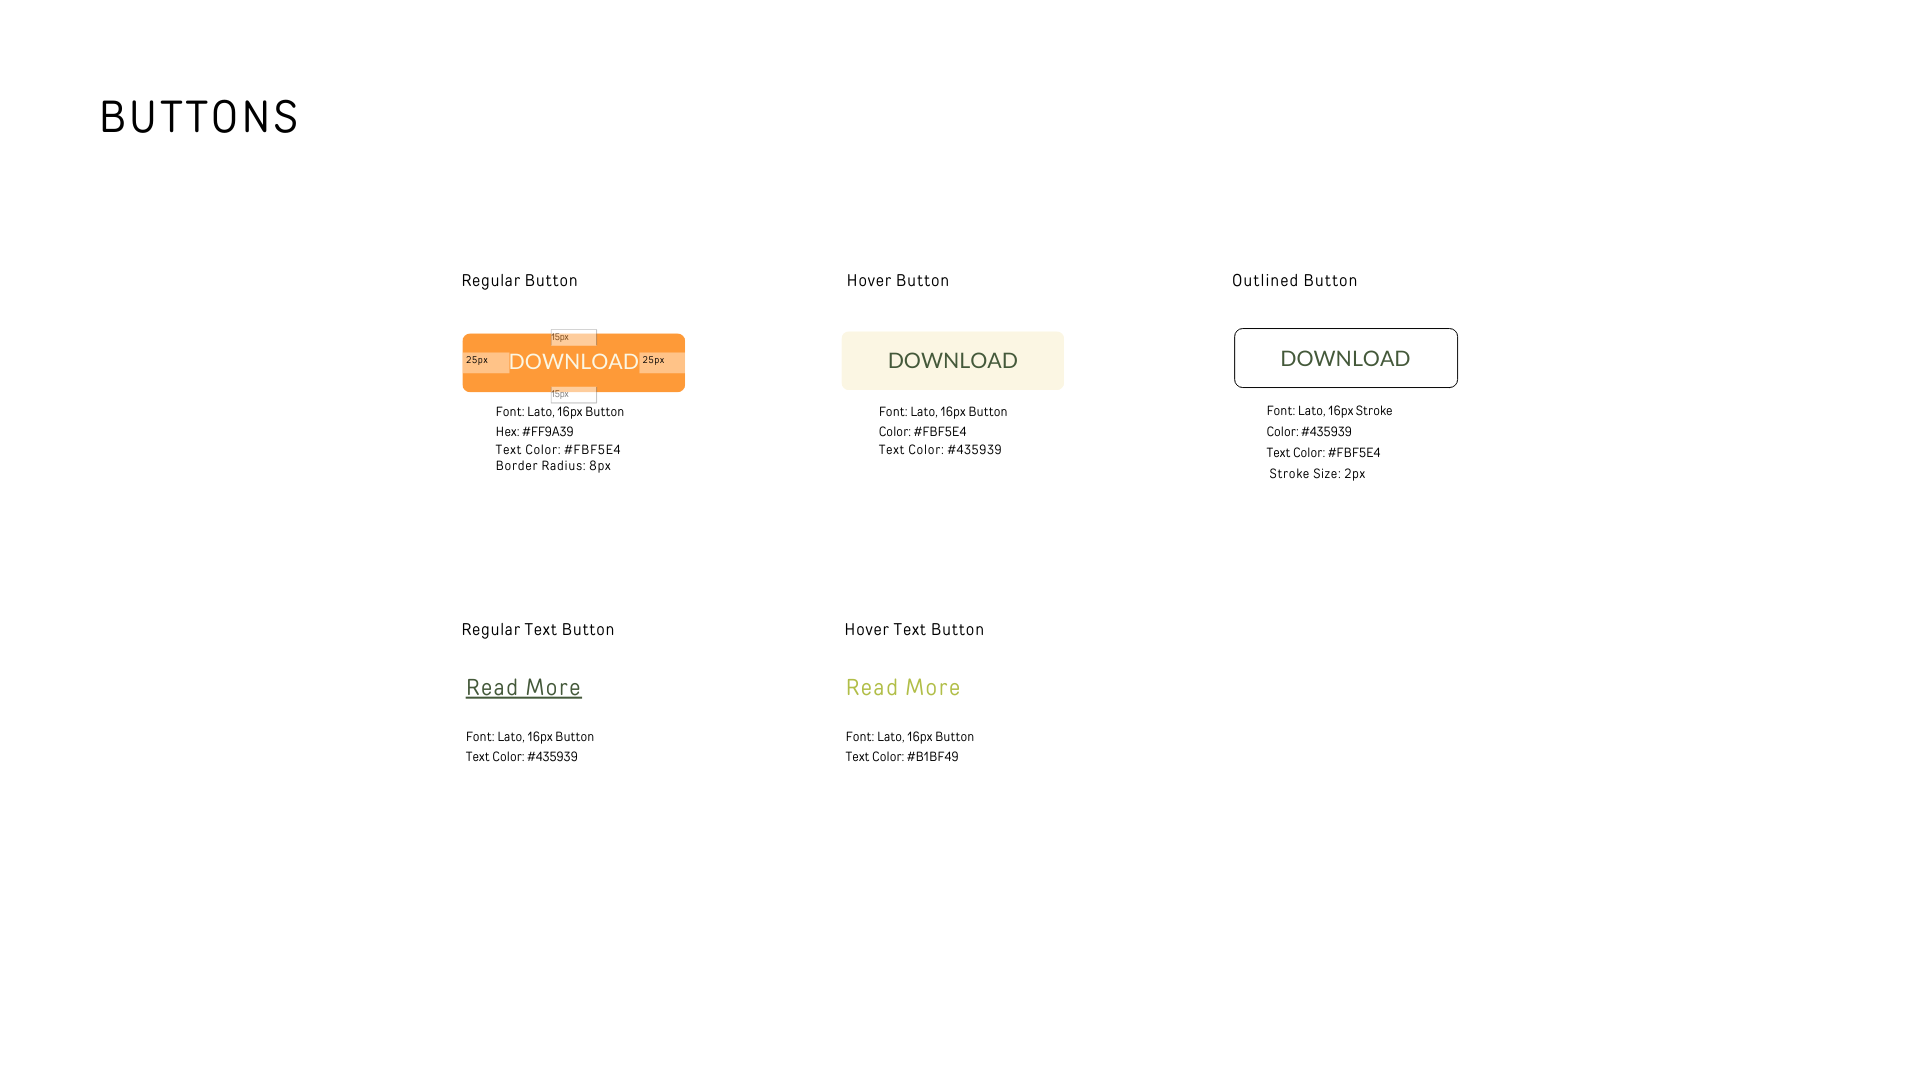 BUTTONS
Regular Button
Hover Button
Outlined Button
15px
25px
DOWNLOAD
25px
15px
DOWNLOAD
DOWNLOAD
Font: Lato, 16px Button
Hex: #FF9A39
Text Color: #FBF5E4
Border Radius: 8px
Font: Lato, 16px Button
Color: #FBF5E4
Text Color: #435939
Font: Lato, 16px Stroke
Color: #435939
Text Color: #FBF5E4
Stroke Size: 2px
Regular Text Button
Hover Text Button
Read More
Read More
Font: Lato, 16px Button
Text Color: #435939
Font: Lato, 16px Button
Text Color: #B1BF49